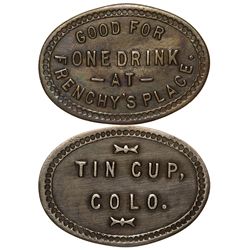 GOOD FOR
ONE DRINK
— AT —
FRENCHY'S PLACE.
TIN CUP,
COLO.